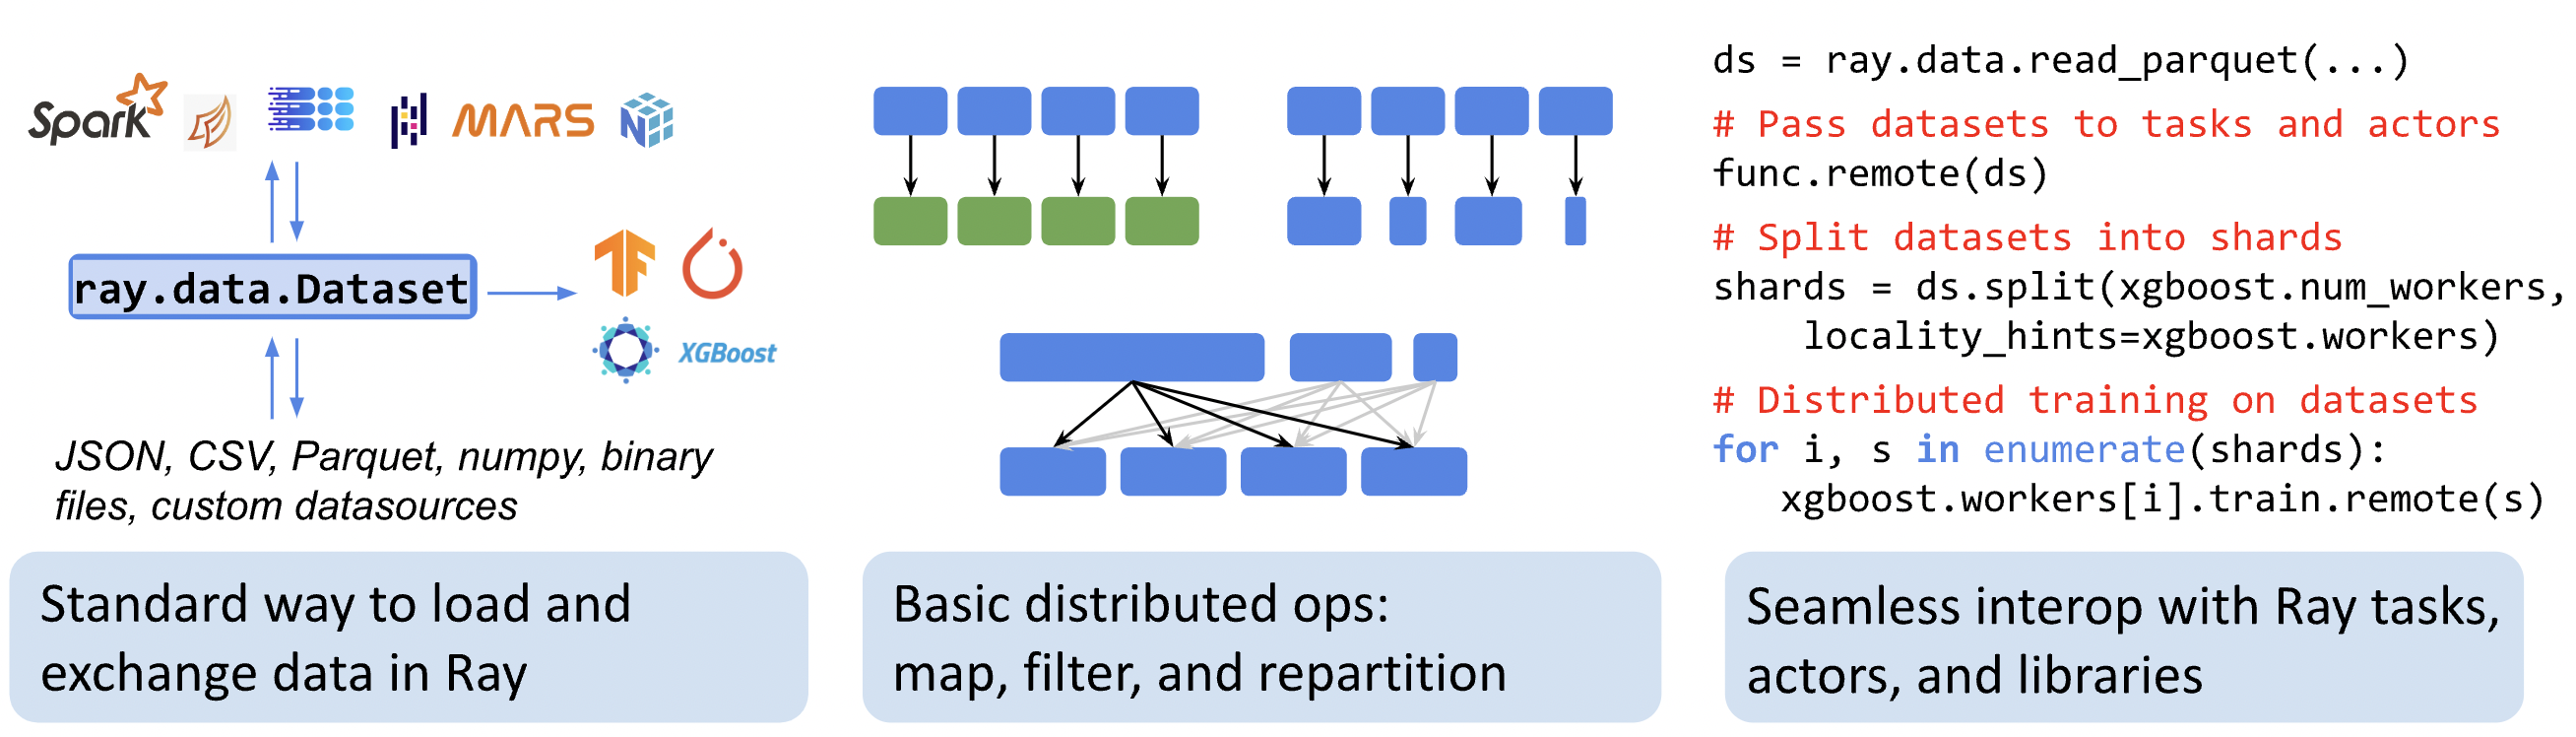 Spark
MARS
N
ray.data.Dataset
TF
XGBoost
JSON, CSV, Parquet, numpy, binary
files, custom datasources
Standard way to load and
exchange data in Ray
Basic distributed ops:
map, filter, and repartition
ds = ray.data.read_parquet(...)
# Pass datasets to tasks and actors
func.remote(ds)
# Split datasets into shards
shards = ds.split(xgboost.num_workers,
    locality_hints=xgboost.workers)
# Distributed training on datasets
for i, s in enumerate(shards):
   xgboost.workers[i].train.remote(s)
Seamless interop with Ray tasks,
actors, and libraries